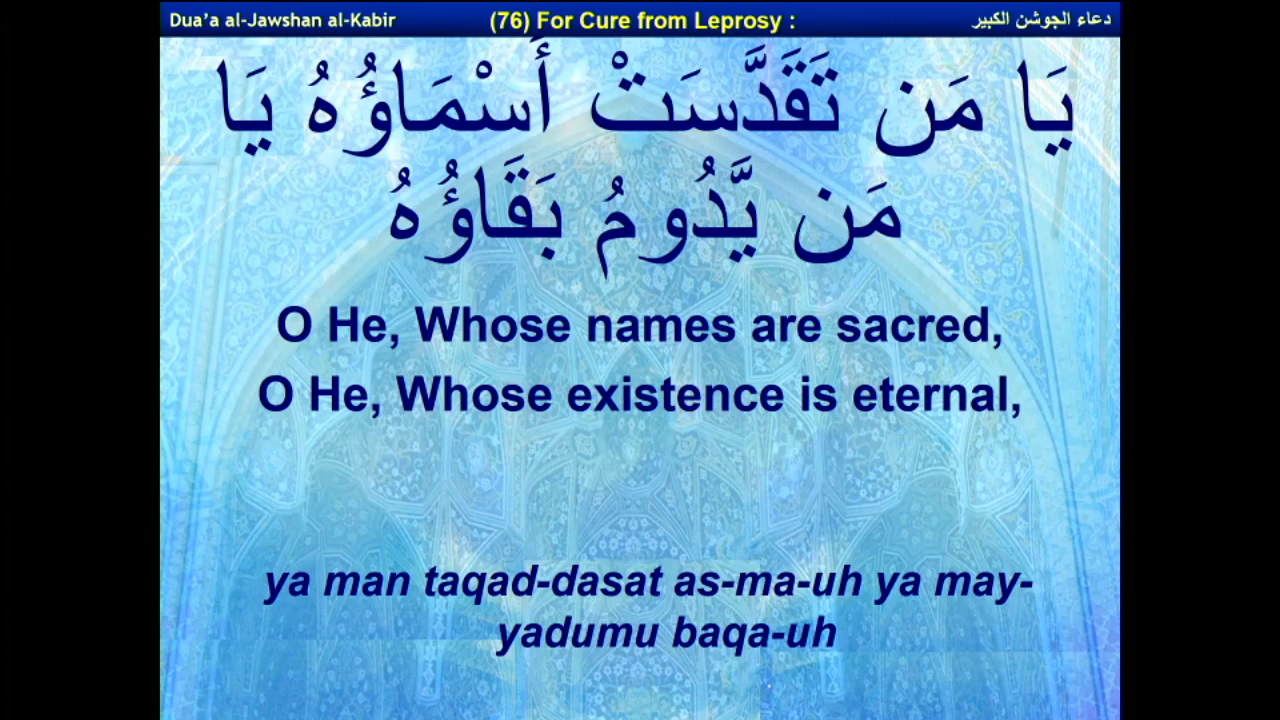 Dua’a al-Jawshan al-Kabir
(76) For Cure from Leprosy :
دعاء الجوشن الكبير
يَا مَن تَقَدَّسَتْ أَسْمَاؤُهُ يَا
مَن يَّدُومُ بَقَاؤُهُ
O He, Whose names are sacred,
O He, Whose existence is eternal,
ya man taqad-dasat as-ma-uh ya may-
yadumu baqa-uh